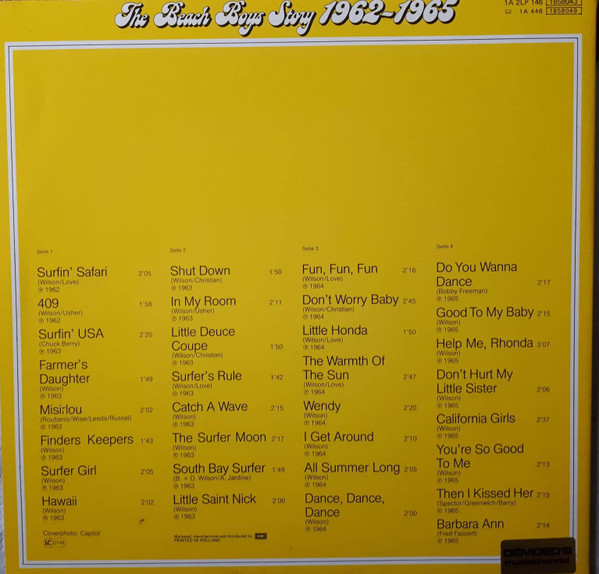 The Beach Boys Story 1962–1965
1A 2LP 146 1858043
1A 446 1858049
Seite 1
Surfin' Safari 2'05
(Wilson/Love)
℗ 1962
409 1'58
(Wilson/Usher)
℗ 1962
Surfin' USA 2'20
(Chuck Berry)
℗ 1963
Farmer's
Daughter 1'49
(Wilson)
℗ 1963
Misirlou 2'02
(Roubanis/Wise/Leeds/Russel)
℗ 1963
Finders Keepers 1'43
(Wilson)
℗ 1963
Surfer Girl 2'05
(Wilson)
℗ 1963
Hawaii 2'02
(Wilson)
℗ 1963
Coverphoto: Capitol
LC 0148
Seite 2
Shut Down 1'50
(Wilson/Christian)
℗ 1963
In My Room 2'11
(Wilson/Usher)
℗ 1963
Little Deuce
Coupe 1'50
(Wilson/Christian)
℗ 1963
Surfer's Rule 1'42
(Wilson/Love)
℗ 1963
Catch A Wave 2'15
(Wilson)
℗ 1963
The Surfer Moon 2'17
(Wilson)
℗ 1963
South Bay Surfer 1'49
(B. + D. Wilson/A. Jardine)
℗ 1963
Little Saint Nick 2'00
(Wilson)
℗ 1963
Manufactured and distributed by EMI
PRINTED IN HOLLAND
Seite 3
Fun, Fun, Fun 2'16
(Wilson/Love)
℗ 1964
Don't Worry Baby 2'45
(Wilson/Christian)
℗ 1964
Little Honda 1'50
(Wilson/Love)
℗ 1964
The Warmth Of
The Sun 2'47
(Wilson/Love)
℗ 1964
Wendy 2'20
(Wilson)
℗ 1964
I Get Around 2'10
(Wilson)
℗ 1964
All Summer Long 2'05
(Wilson)
℗ 1964
Dance, Dance,
Dance 2'00
(Wilson)
℗ 1964
Seite 4
Do You Wanna
Dance 2'17
(Bobby Freeman)
℗ 1965
Good To My Baby 2'15
(Wilson)
℗ 1965
Help Me, Rhonda 3'07
(Wilson)
℗ 1965
Don't Hurt My
Little Sister 2'06
(Wilson)
℗ 1965
California Girls 2'37
(Wilson)
℗ 1965
You're So Good
To Me 2'13
(Wilson)
℗ 1965
Then I Kissed Her 2'15
(Spector/Greenwich/Barry)
℗ 1965
Barbara Ann 2'14
(Fred Fassert)
℗ 1965
DEMOED'S
muziekhandel